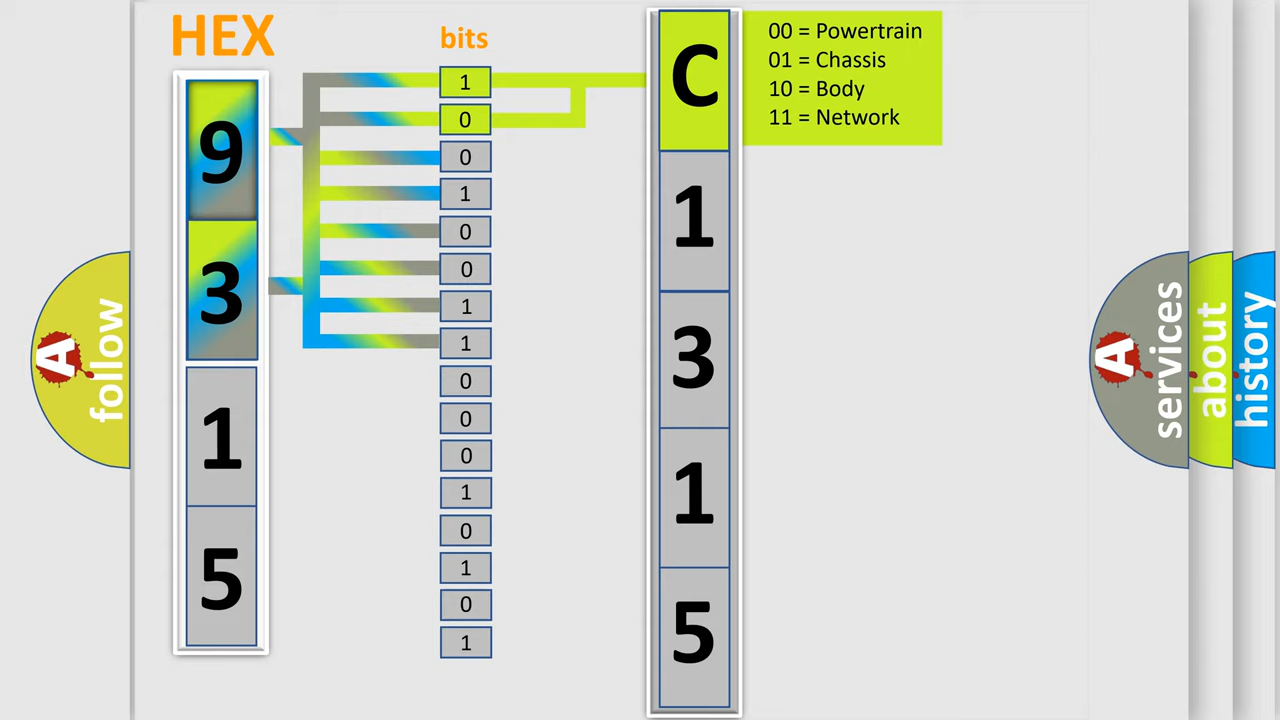 HEX
9
3
1
5
bits
1
0
0
1
0
0
1
1
0
0
0
1
0
1
0
1
C
1
3
1
5
00 = Powertrain
01 = Chassis
10 = Body
11 = Network
A
follow
A
services
about
history